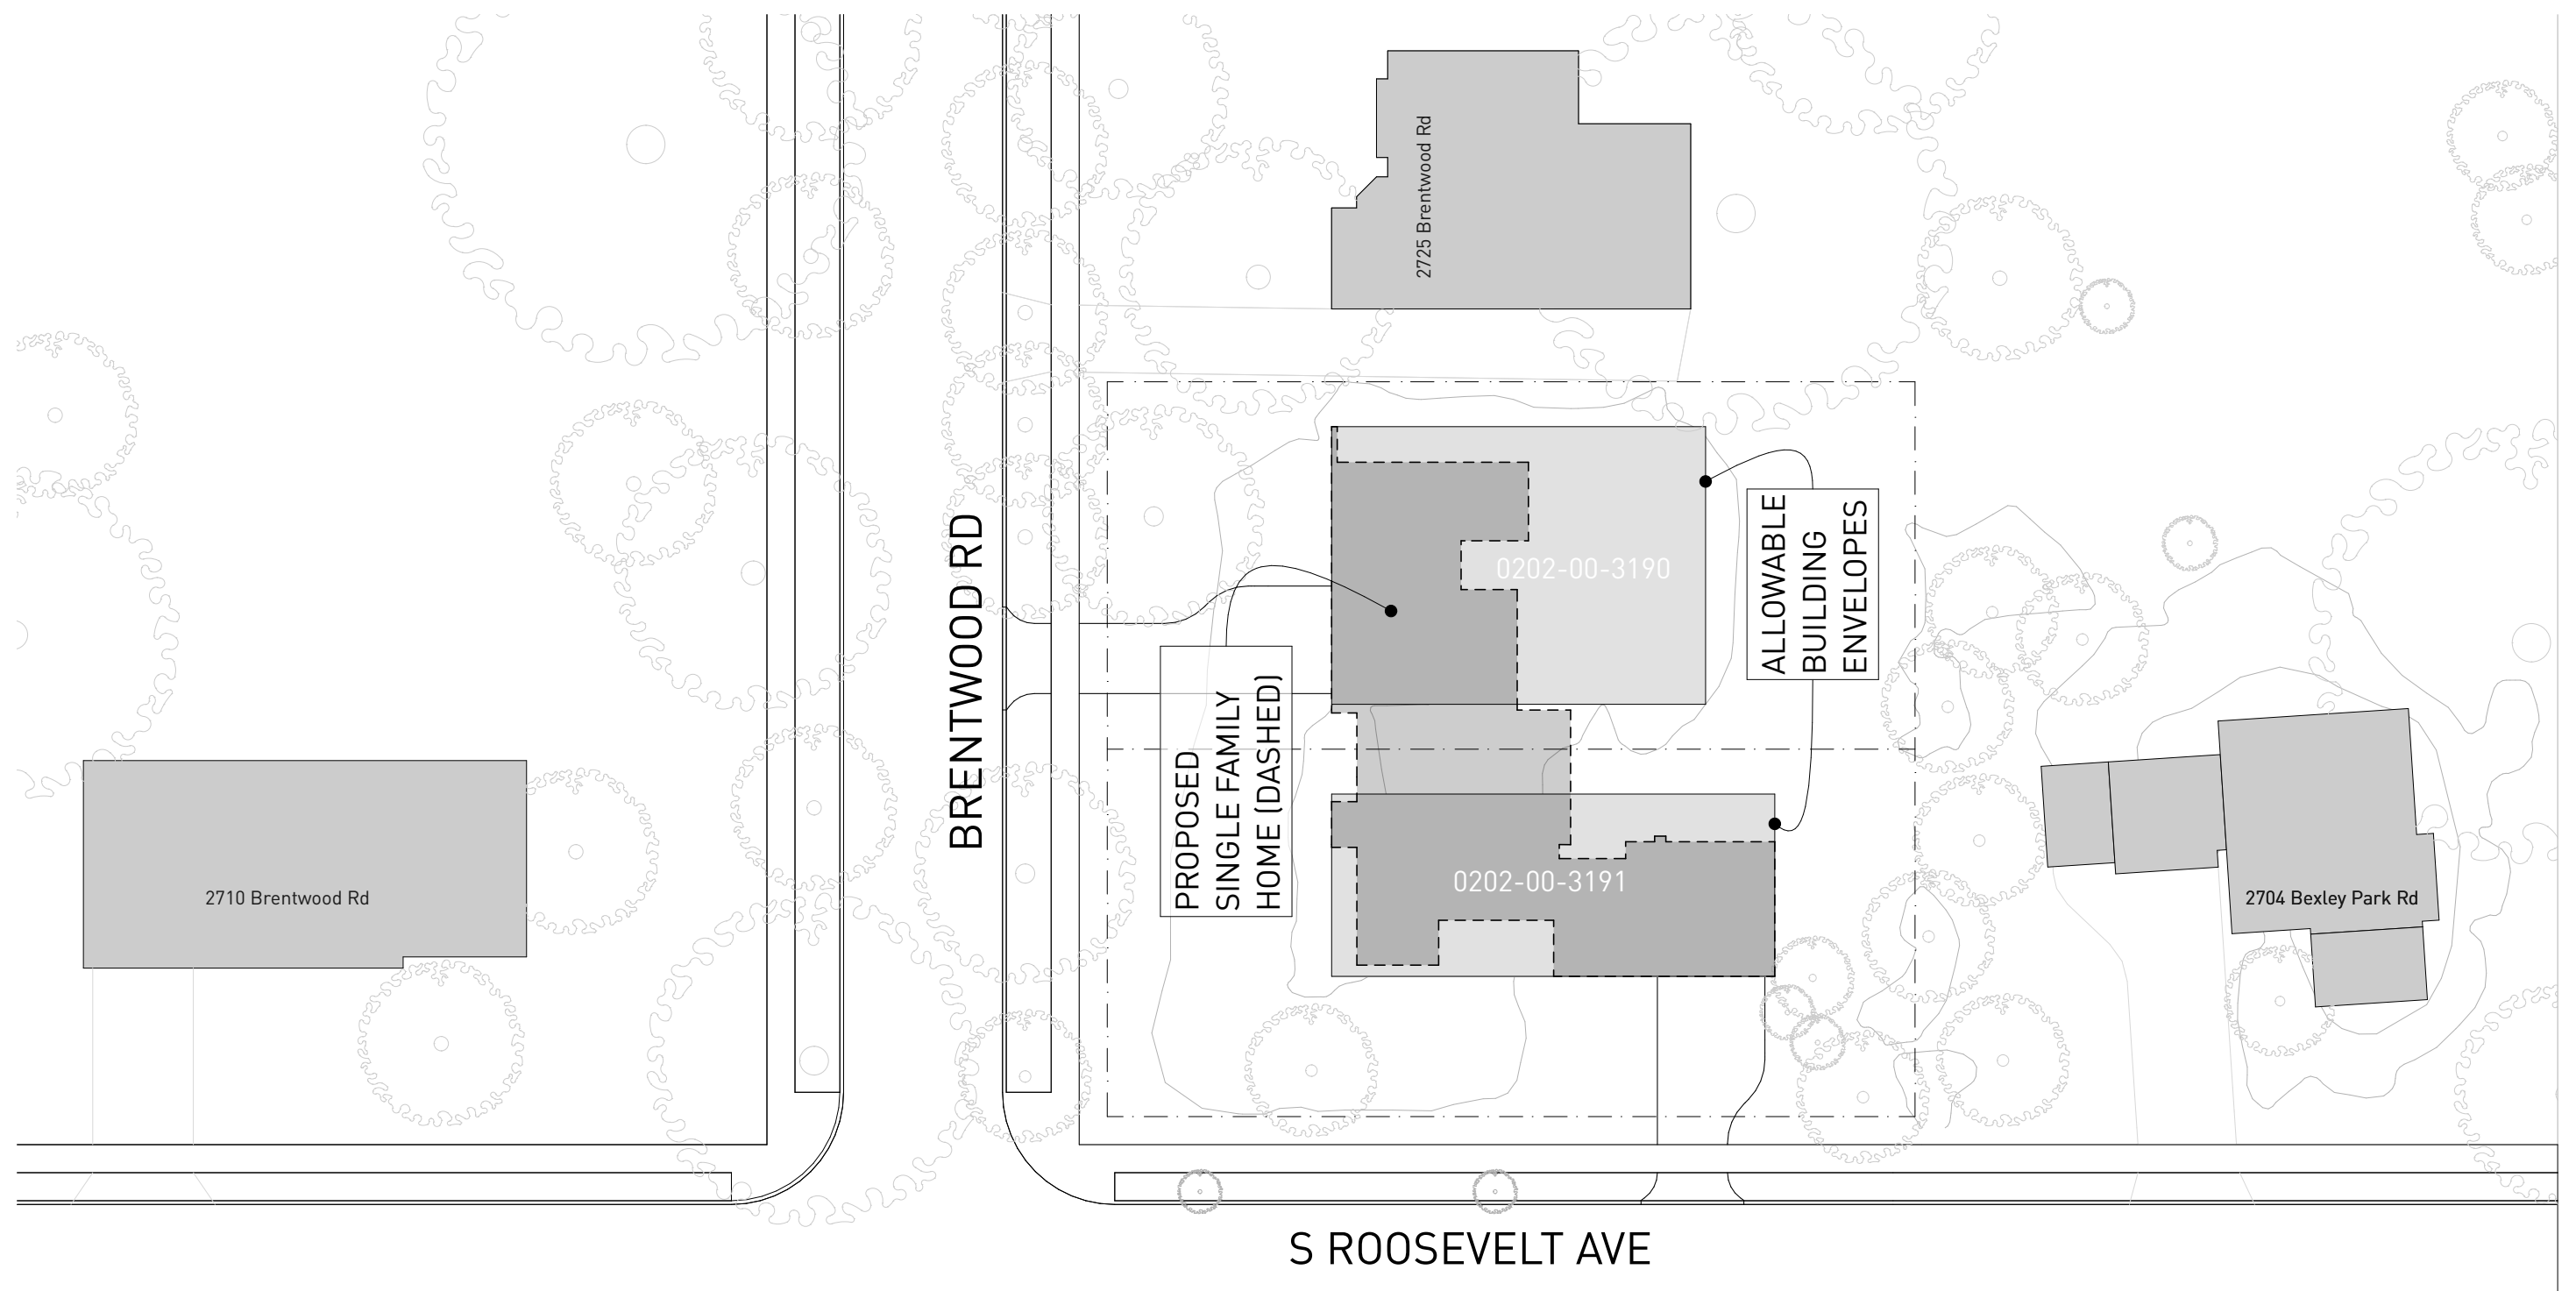 2725 Brentwood Rd
BRENTWOOD RD
0202-00-3190
ALLOWABLE
BUILDING
ENVELOPES
PROPOSED
SINGLE FAMILY
HOME (DASHED)
0202-00-3191
2710 Brentwood Rd
2704 Bexley Park Rd
S ROOSEVELT AVE